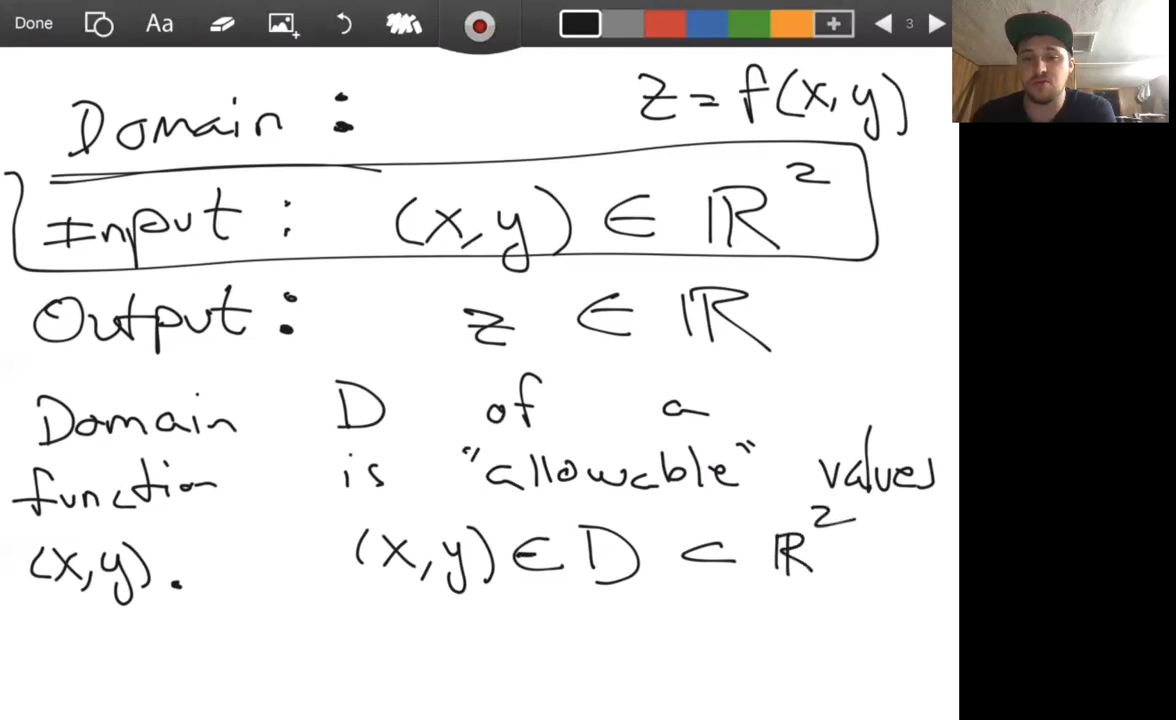 Done Aa 3
Domain: z = f(x,y)
Input: (x,y) ∈ ℝ²
Output: z ∈ ℝ
Domain D of a
function is "allowable" values
(x,y). (x,y) ∈ D ⊂ ℝ²